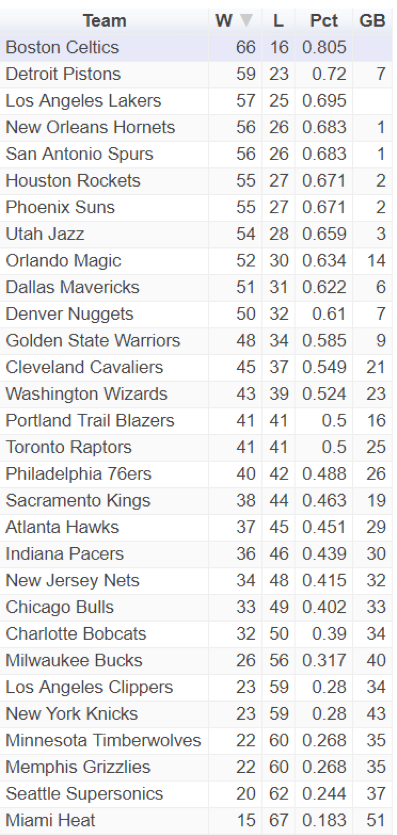 Team W ▼ L Pct GB
Boston Celtics 66 16 0.805
Detroit Pistons 59 23 0.72 7
Los Angeles Lakers 57 25 0.695
New Orleans Hornets 56 26 0.683 1
San Antonio Spurs 56 26 0.683 1
Houston Rockets 55 27 0.671 2
Phoenix Suns 55 27 0.671 2
Utah Jazz 54 28 0.659 3
Orlando Magic 52 30 0.634 14
Dallas Mavericks 51 31 0.622 6
Denver Nuggets 50 32 0.61 7
Golden State Warriors 48 34 0.585 9
Cleveland Cavaliers 45 37 0.549 21
Washington Wizards 43 39 0.524 23
Portland Trail Blazers 41 41 0.5 16
Toronto Raptors 41 41 0.5 25
Philadelphia 76ers 40 42 0.488 26
Sacramento Kings 38 44 0.463 19
Atlanta Hawks 37 45 0.451 29
Indiana Pacers 36 46 0.439 30
New Jersey Nets 34 48 0.415 32
Chicago Bulls 33 49 0.402 33
Charlotte Bobcats 32 50 0.39 34
Milwaukee Bucks 26 56 0.317 40
Los Angeles Clippers 23 59 0.28 34
New York Knicks 23 59 0.28 43
Minnesota Timberwolves 22 60 0.268 35
Memphis Grizzlies 22 60 0.268 35
Seattle Supersonics 20 62 0.244 37
Miami Heat 15 67 0.183 51